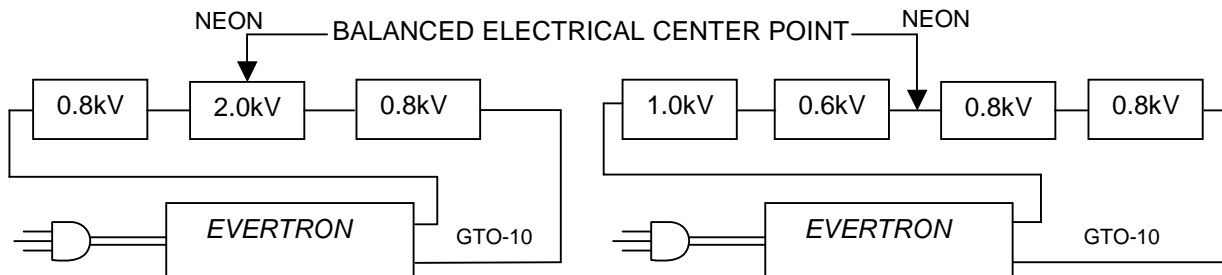 NEON BALANCED ELECTRICAL CENTER POINT NEON
0.8kV 2.0kV 0.8kV 1.0kV 0.6kV 0.8kV 0.8kV
EVERTRON GTO-10 EVERTRON GTO-10